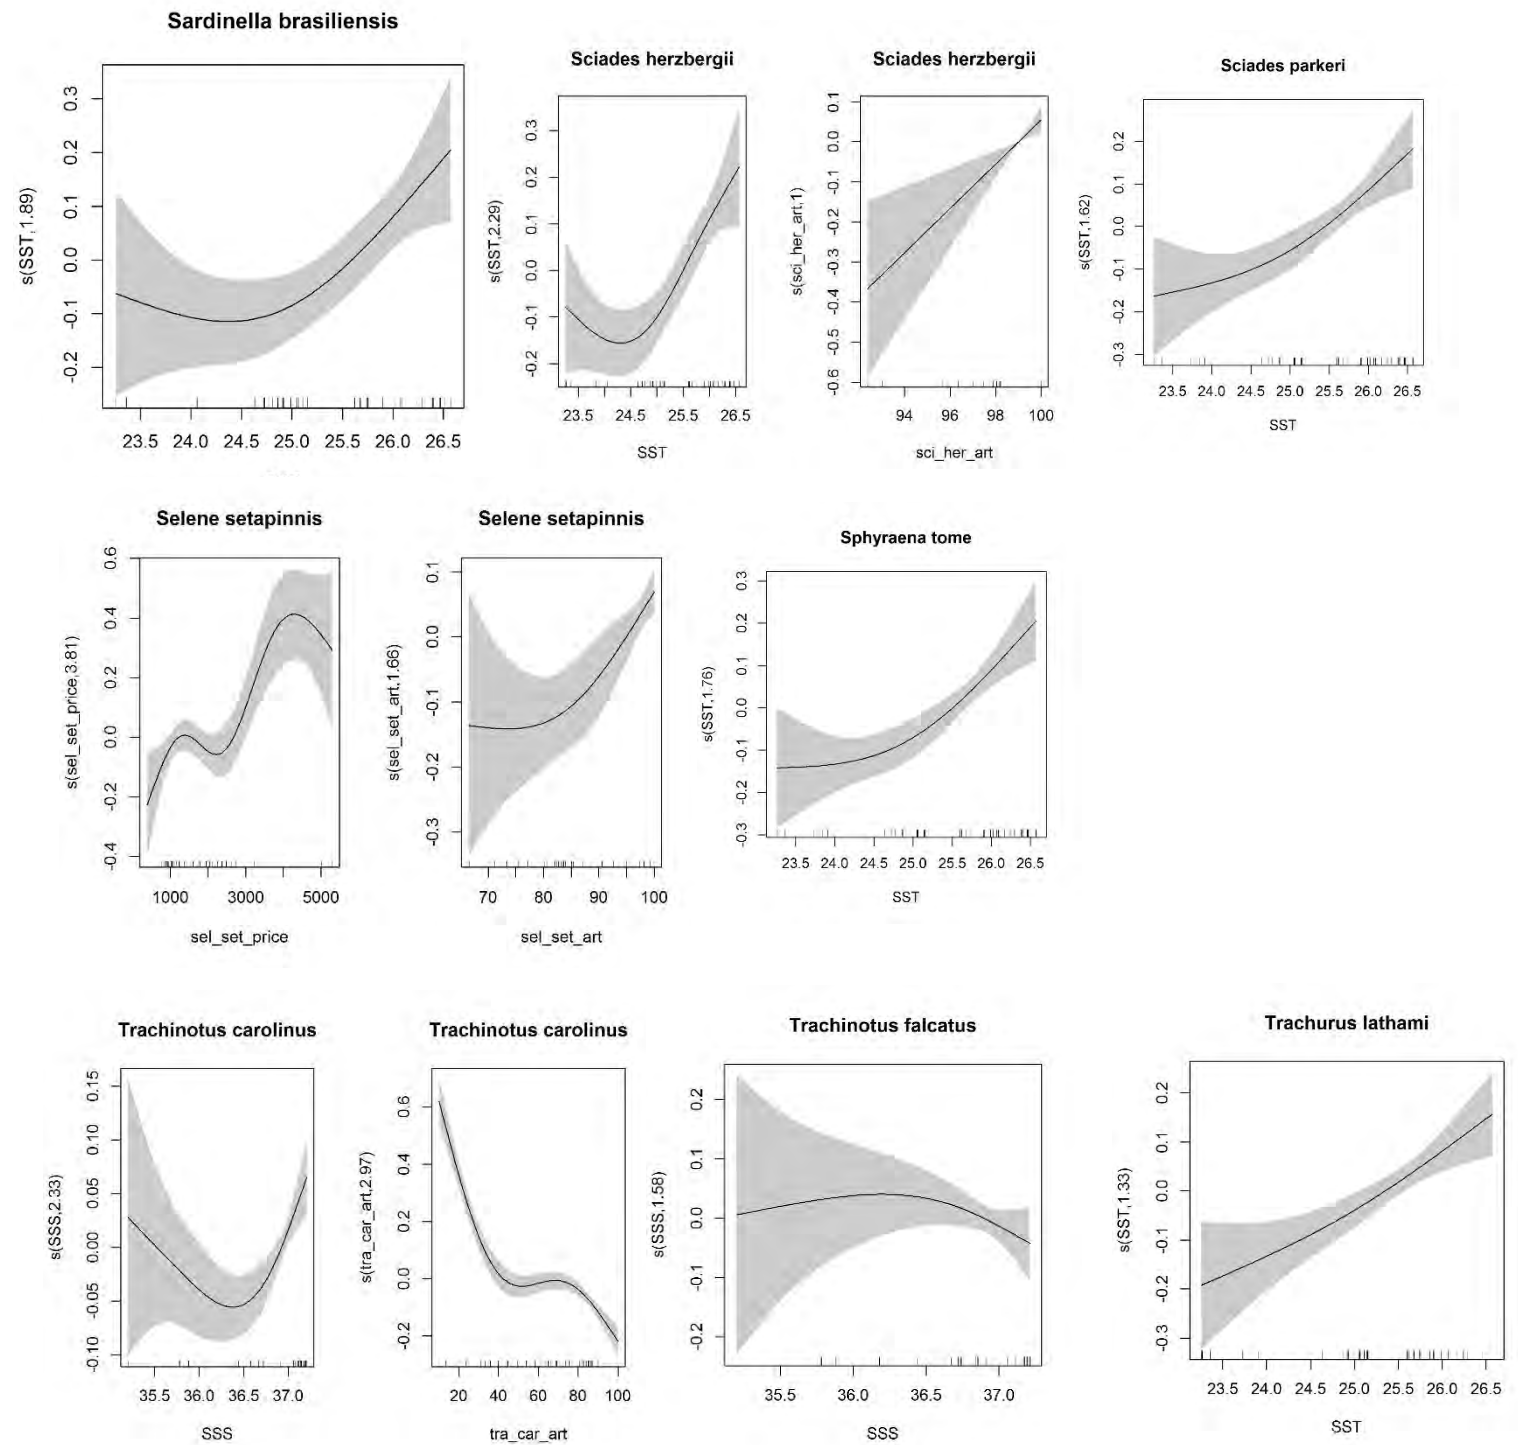 Sardinella brasiliensis
s(SST,1.89)
0.3
0.2
0.1
0.0
-0.1
-0.2
23.5 24.0 24.5 25.0 25.5 26.0 26.5
Sciades herzbergii
s(SST,2.29)
0.3
0.2
0.1
0.0
-0.1
-0.2
23.5 24.5 25.5 26.5
SST
Sciades herzbergii
s(sci_her_art,1)
0.1
0.0
-0.1
-0.2
-0.3
-0.4
-0.5
-0.6
94 96 98 100
sci_her_art
Sciades parkeri
s(SST,1.62)
0.2
0.1
0.0
-0.1
-0.2
-0.3
23.5 24.0 24.5 25.0 25.5 26.0 26.5
SST
Selene setapinnis
s(sel_set_price,3.81)
0.6
0.4
0.2
0.0
-0.2
-0.4
1000 3000 5000
sel_set_price
Selene setapinnis
s(sel_set_art,1.66)
0.1
0.0
-0.1
-0.2
-0.3
70 80 90 100
sel_set_art
Sphyraena tome
s(SST,1.76)
0.3
0.2
0.1
0.0
-0.1
-0.2
-0.3
23.5 24.0 24.5 25.0 25.5 26.0 26.5
SST
Trachinotus carolinus
s(SSS,2.33)
0.15
0.10
0.05
0.00
-0.05
-0.10
35.5 36.0 36.5 37.0
SSS
Trachinotus carolinus
s(tra_car_art,2.97)
0.6
0.4
0.2
0.0
-0.2
20 40 60 80 100
tra_car_art
Trachinotus falcatus
s(SSS,1.58)
0.2
0.1
0.0
-0.1
-0.2
35.5 36.0 36.5 37.0
SSS
Trachurus lathami
s(SST,1.33)
0.2
0.1
0.0
-0.1
-0.2
-0.3
23.5 24.0 24.5 25.0 25.5 26.0 26.5
SST